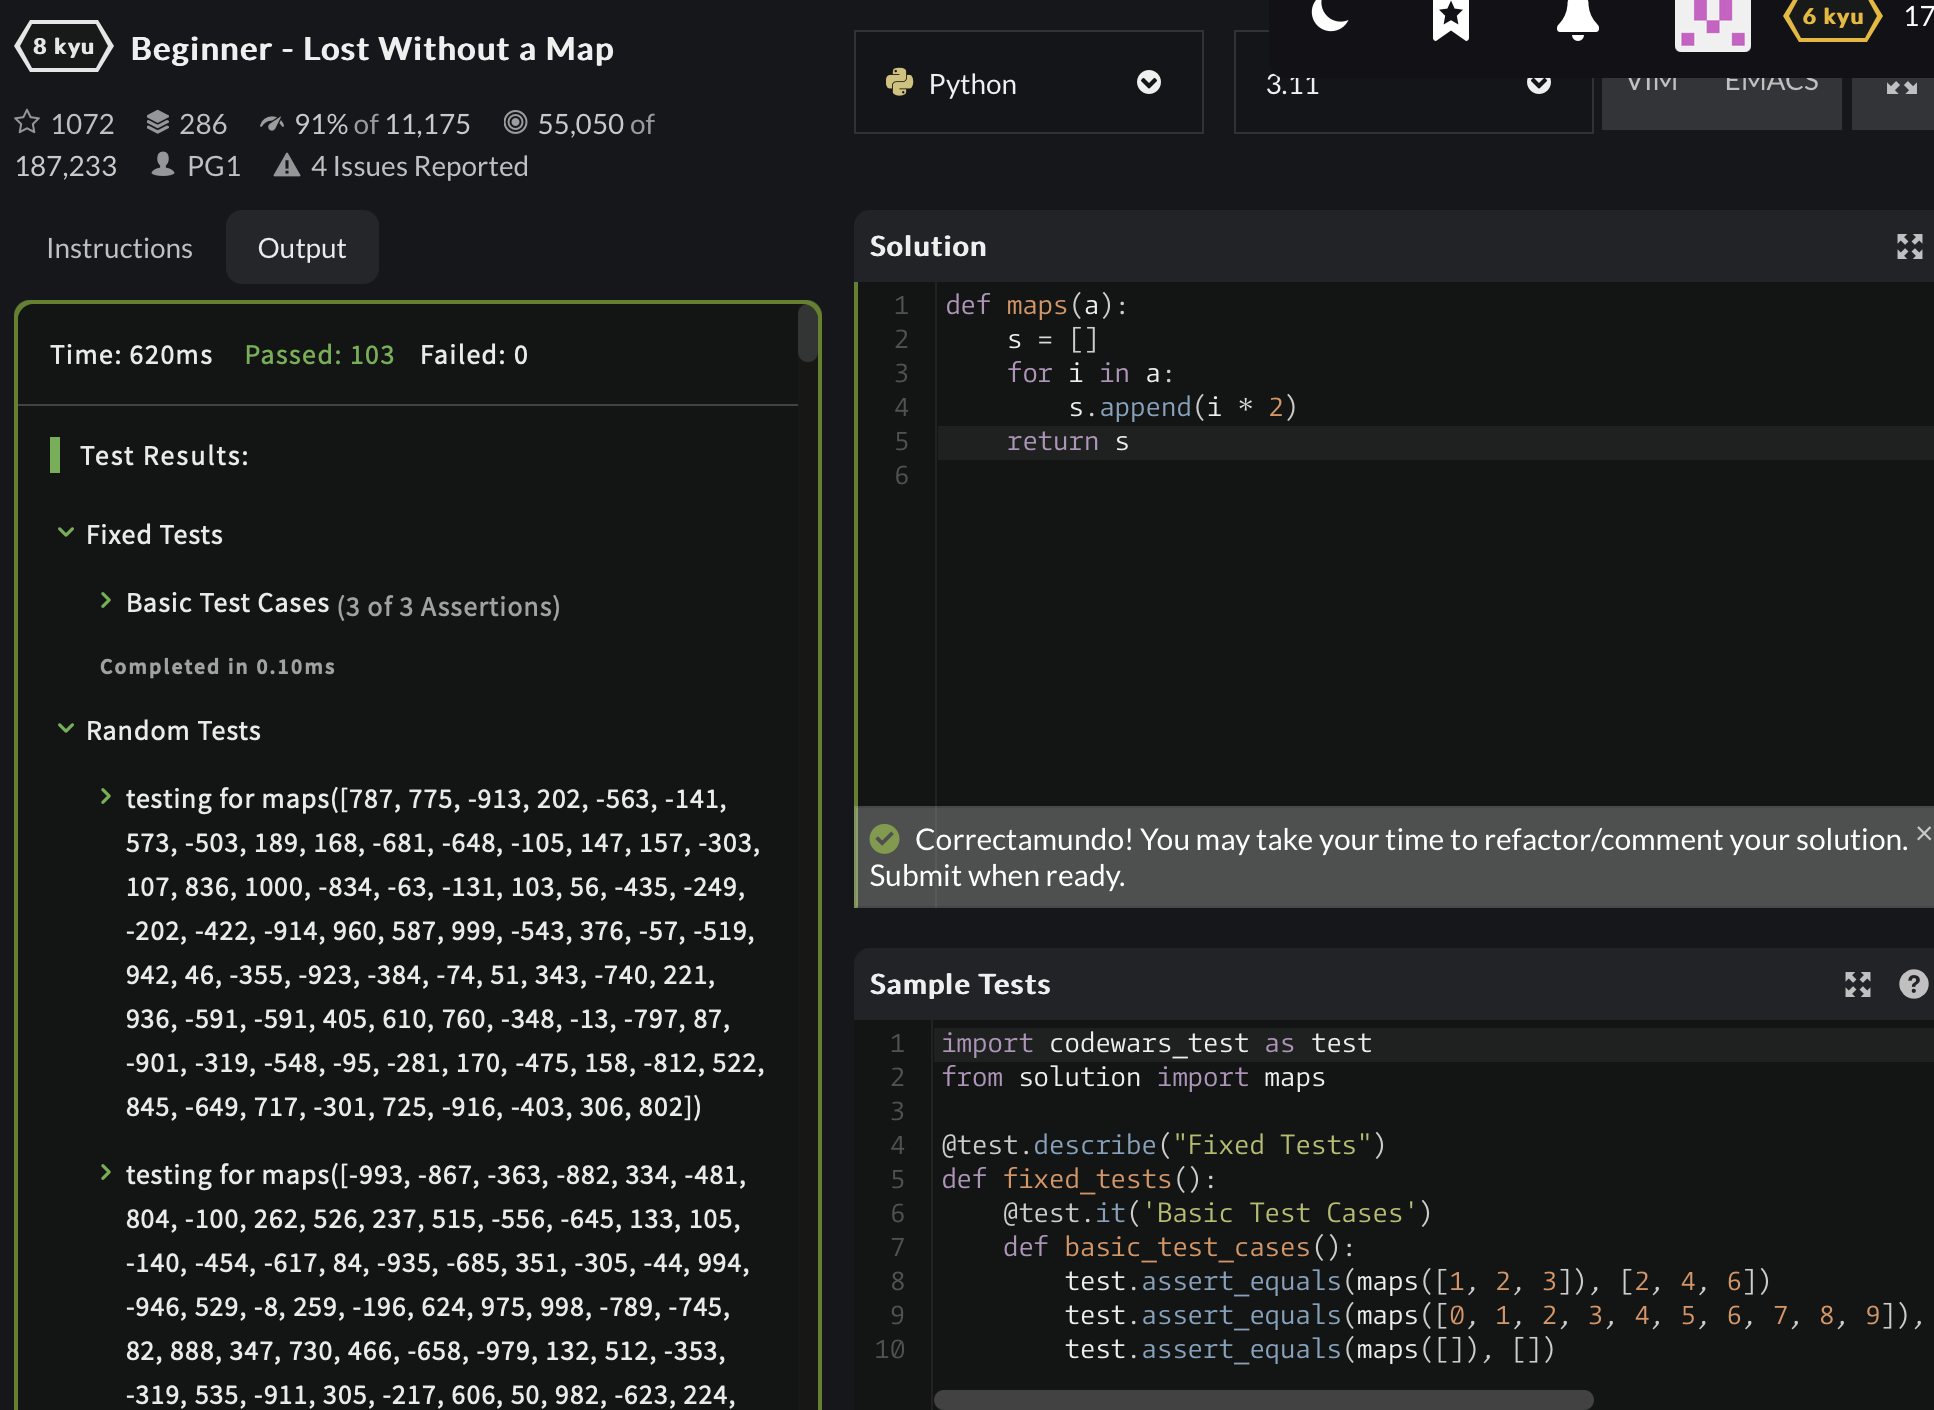 8 kyu Beginner - Lost Without a Map
1072 286 91% of 11,175 55,050 of
187,233 PG1 4 Issues Reported
Instructions Output
Time: 620ms Passed: 103 Failed: 0
Test Results:
Fixed Tests
Basic Test Cases (3 of 3 Assertions)
Completed in 0.10ms
Random Tests
testing for maps([787, 775, -913, 202, -563, -141,
573, -503, 189, 168, -681, -648, -105, 147, 157, -303,
107, 836, 1000, -834, -63, -131, 103, 56, -435, -249,
-202, -422, -914, 960, 587, 999, -543, 376, -57, -519,
942, 46, -355, -923, -384, -74, 51, 343, -740, 221,
936, -591, -591, 405, 610, 760, -348, -13, -797, 87,
-901, -319, -548, -95, -281, 170, -475, 158, -812, 522,
845, -649, 717, -301, 725, -916, -403, 306, 802])
testing for maps([-993, -867, -363, -882, 334, -481,
804, -100, 262, 526, 237, 515, -556, -645, 133, 105,
-140, -454, -617, 84, -935, -685, 351, -305, -44, 994,
-946, 529, -8, 259, -196, 624, 975, 998, -789, -745,
82, 888, 347, 730, 466, -658, -979, 132, 512, -353,
-319, 535, -911, 305, -217, 606, 50, 982, -623, 224,
6 kyu 17
Python 3.11 VIM EMACS
Solution
1 def maps(a):
2     s = []
3     for i in a:
4         s.append(i * 2)
5     return s
6
Correctamundo! You may take your time to refactor/comment your solution.
Submit when ready.
Sample Tests
1 import codewars_test as test
2 from solution import maps
3
4 @test.describe("Fixed Tests")
5 def fixed_tests():
6     @test.it('Basic Test Cases')
7     def basic_test_cases():
8         test.assert_equals(maps([1, 2, 3]), [2, 4, 6])
9         test.assert_equals(maps([0, 1, 2, 3, 4, 5, 6, 7, 8, 9]),
10         test.assert_equals(maps([]), [])